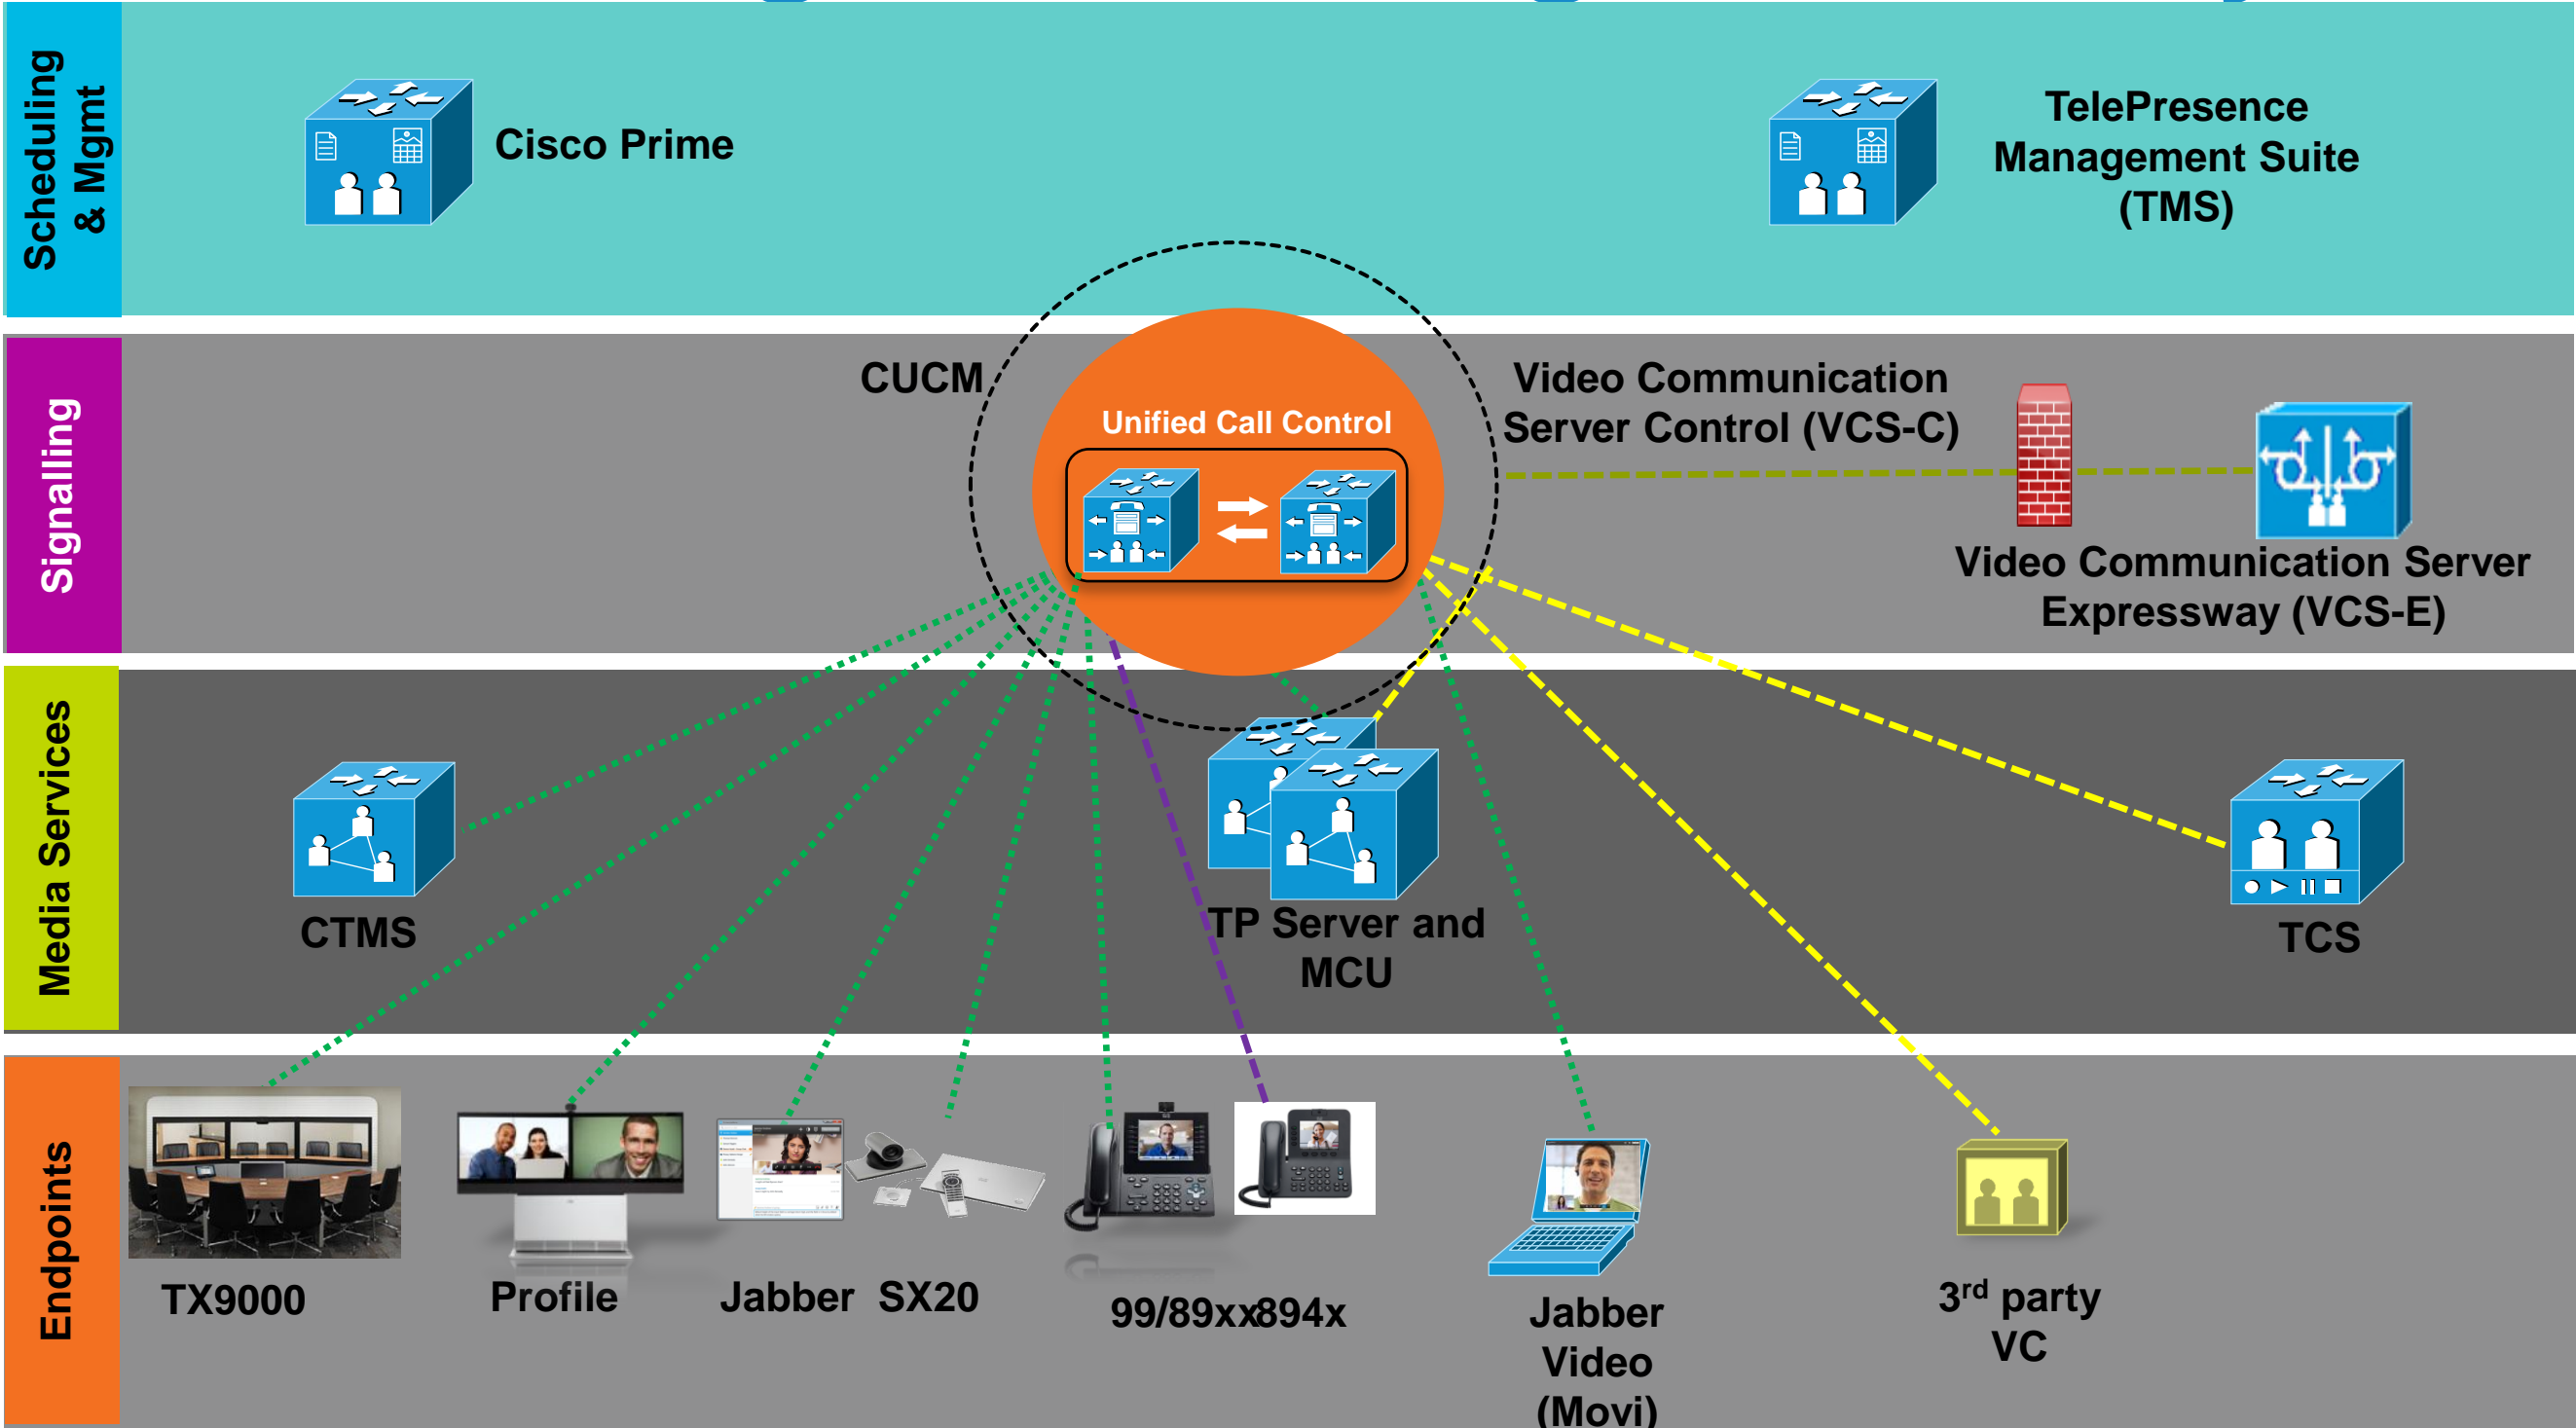 Scheduling
& Mgmt
Cisco Prime
TelePresence
Management Suite
(TMS)
Signalling
CUCM
Unified Call Control
Video Communication
Server Control (VCS-C)
Video Communication Server
Expressway (VCS-E)
Media Services
CTMS
TP Server and
MCU
TCS
Endpoints
TX9000
Profile
Jabber
SX20
99/89xx
894x
Jabber
Video
(Movi)
3rd party
VC